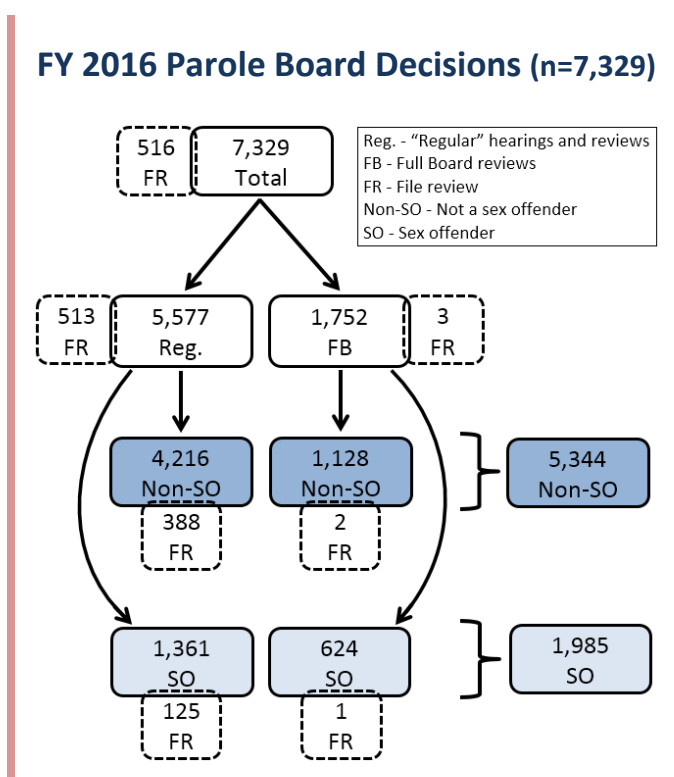 FY 2016 Parole Board Decisions (n=7,329)
516
FR
7,329
Total
Reg. - “Regular” hearings and reviews
FB - Full Board reviews
FR - File review
Non-SO - Not a sex offender
SO - Sex offender
513
FR
5,577
Reg.
1,752
FB
3
FR
4,216
Non-SO
1,128
Non-SO
5,344
Non-SO
388
FR
2
FR
1,361
SO
624
SO
1,985
SO
125
FR
1
FR